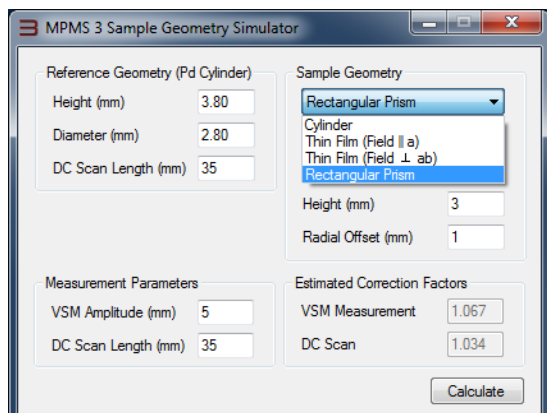 MPMS 3 Sample Geometry Simulator
Reference Geometry (Pd Cylinder)
Height (mm) 3.80
Diameter (mm) 2.80
DC Scan Length (mm) 35
Sample Geometry
Rectangular Prism
Cylinder
Thin Film (Field ∥ a)
Thin Film (Field ⊥ ab)
Rectangular Prism
Height (mm) 3
Radial Offset (mm) 1
Measurement Parameters
VSM Amplitude (mm) 5
DC Scan Length (mm) 35
Estimated Correction Factors
VSM Measurement 1.067
DC Scan 1.034
Calculate